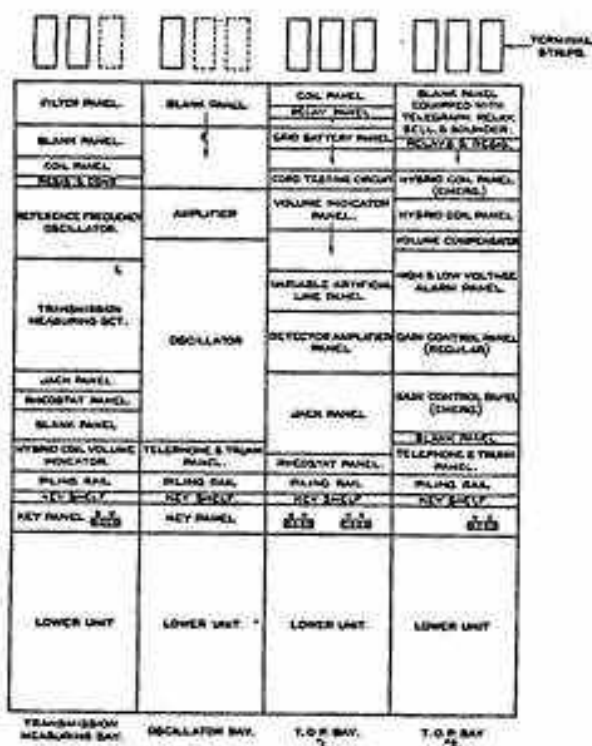 TERMINAL
STRIPS.
FILTER PANEL.
BLANK PANEL.
COIL PANEL
RESIS. & COND.
REFERENCE FREQUENCY
OSCILLATOR.
TRANSMISSION
MEASURING SET.
JACK PANEL.
RHEOSTAT PANEL
BLANK PANEL
HYBRID COIL VOLUME
INDICATOR.
PILING RAIL
KEY SHELF
KEY PANEL
LOWER UNIT
TRANSMISSION
MEASURING BAY.
BLANK PANEL
AMPLIFIER
OSCILLATOR
TELEPHONE & TRUNK
PANEL.
PILING RAIL
KEY SHELF.
KEY PANEL
LOWER UNIT.
OSCILLATOR BAY.
COIL PANEL
RELAY PANEL
GRID BATTERY PANEL
CORD TESTING CIRCUIT
VOLUME INDICATOR
PANEL.
VARIABLE ARTIFICIAL
LINE PANEL
DETECTOR AMPLIFIER
PANEL
JACK PANEL
RHEOSTAT PANEL.
PILING RAIL
KEY SHELF
LOWER UNIT.
T.O.P. BAY.
BLANK PANEL
EQUIPPED WITH
TELEGRAPH RELAY,
BELL & SOUNDER.
RELAYS & RESIS.
HYBRID COIL PANEL
(EMERG.)
HYBRID COIL PANEL
VOLUME COMPENSATOR
HIGH & LOW VOLTAGE
ALARM PANEL
GAIN CONTROL PANEL
(REGULAR)
GAIN CONTROL PANEL
(EMERG.)
BLANK PANEL
TELEPHONE & TRUNK
PANEL.
PILING RAIL
KEY SHELF
LOWER UNIT
T.O.P. BAY